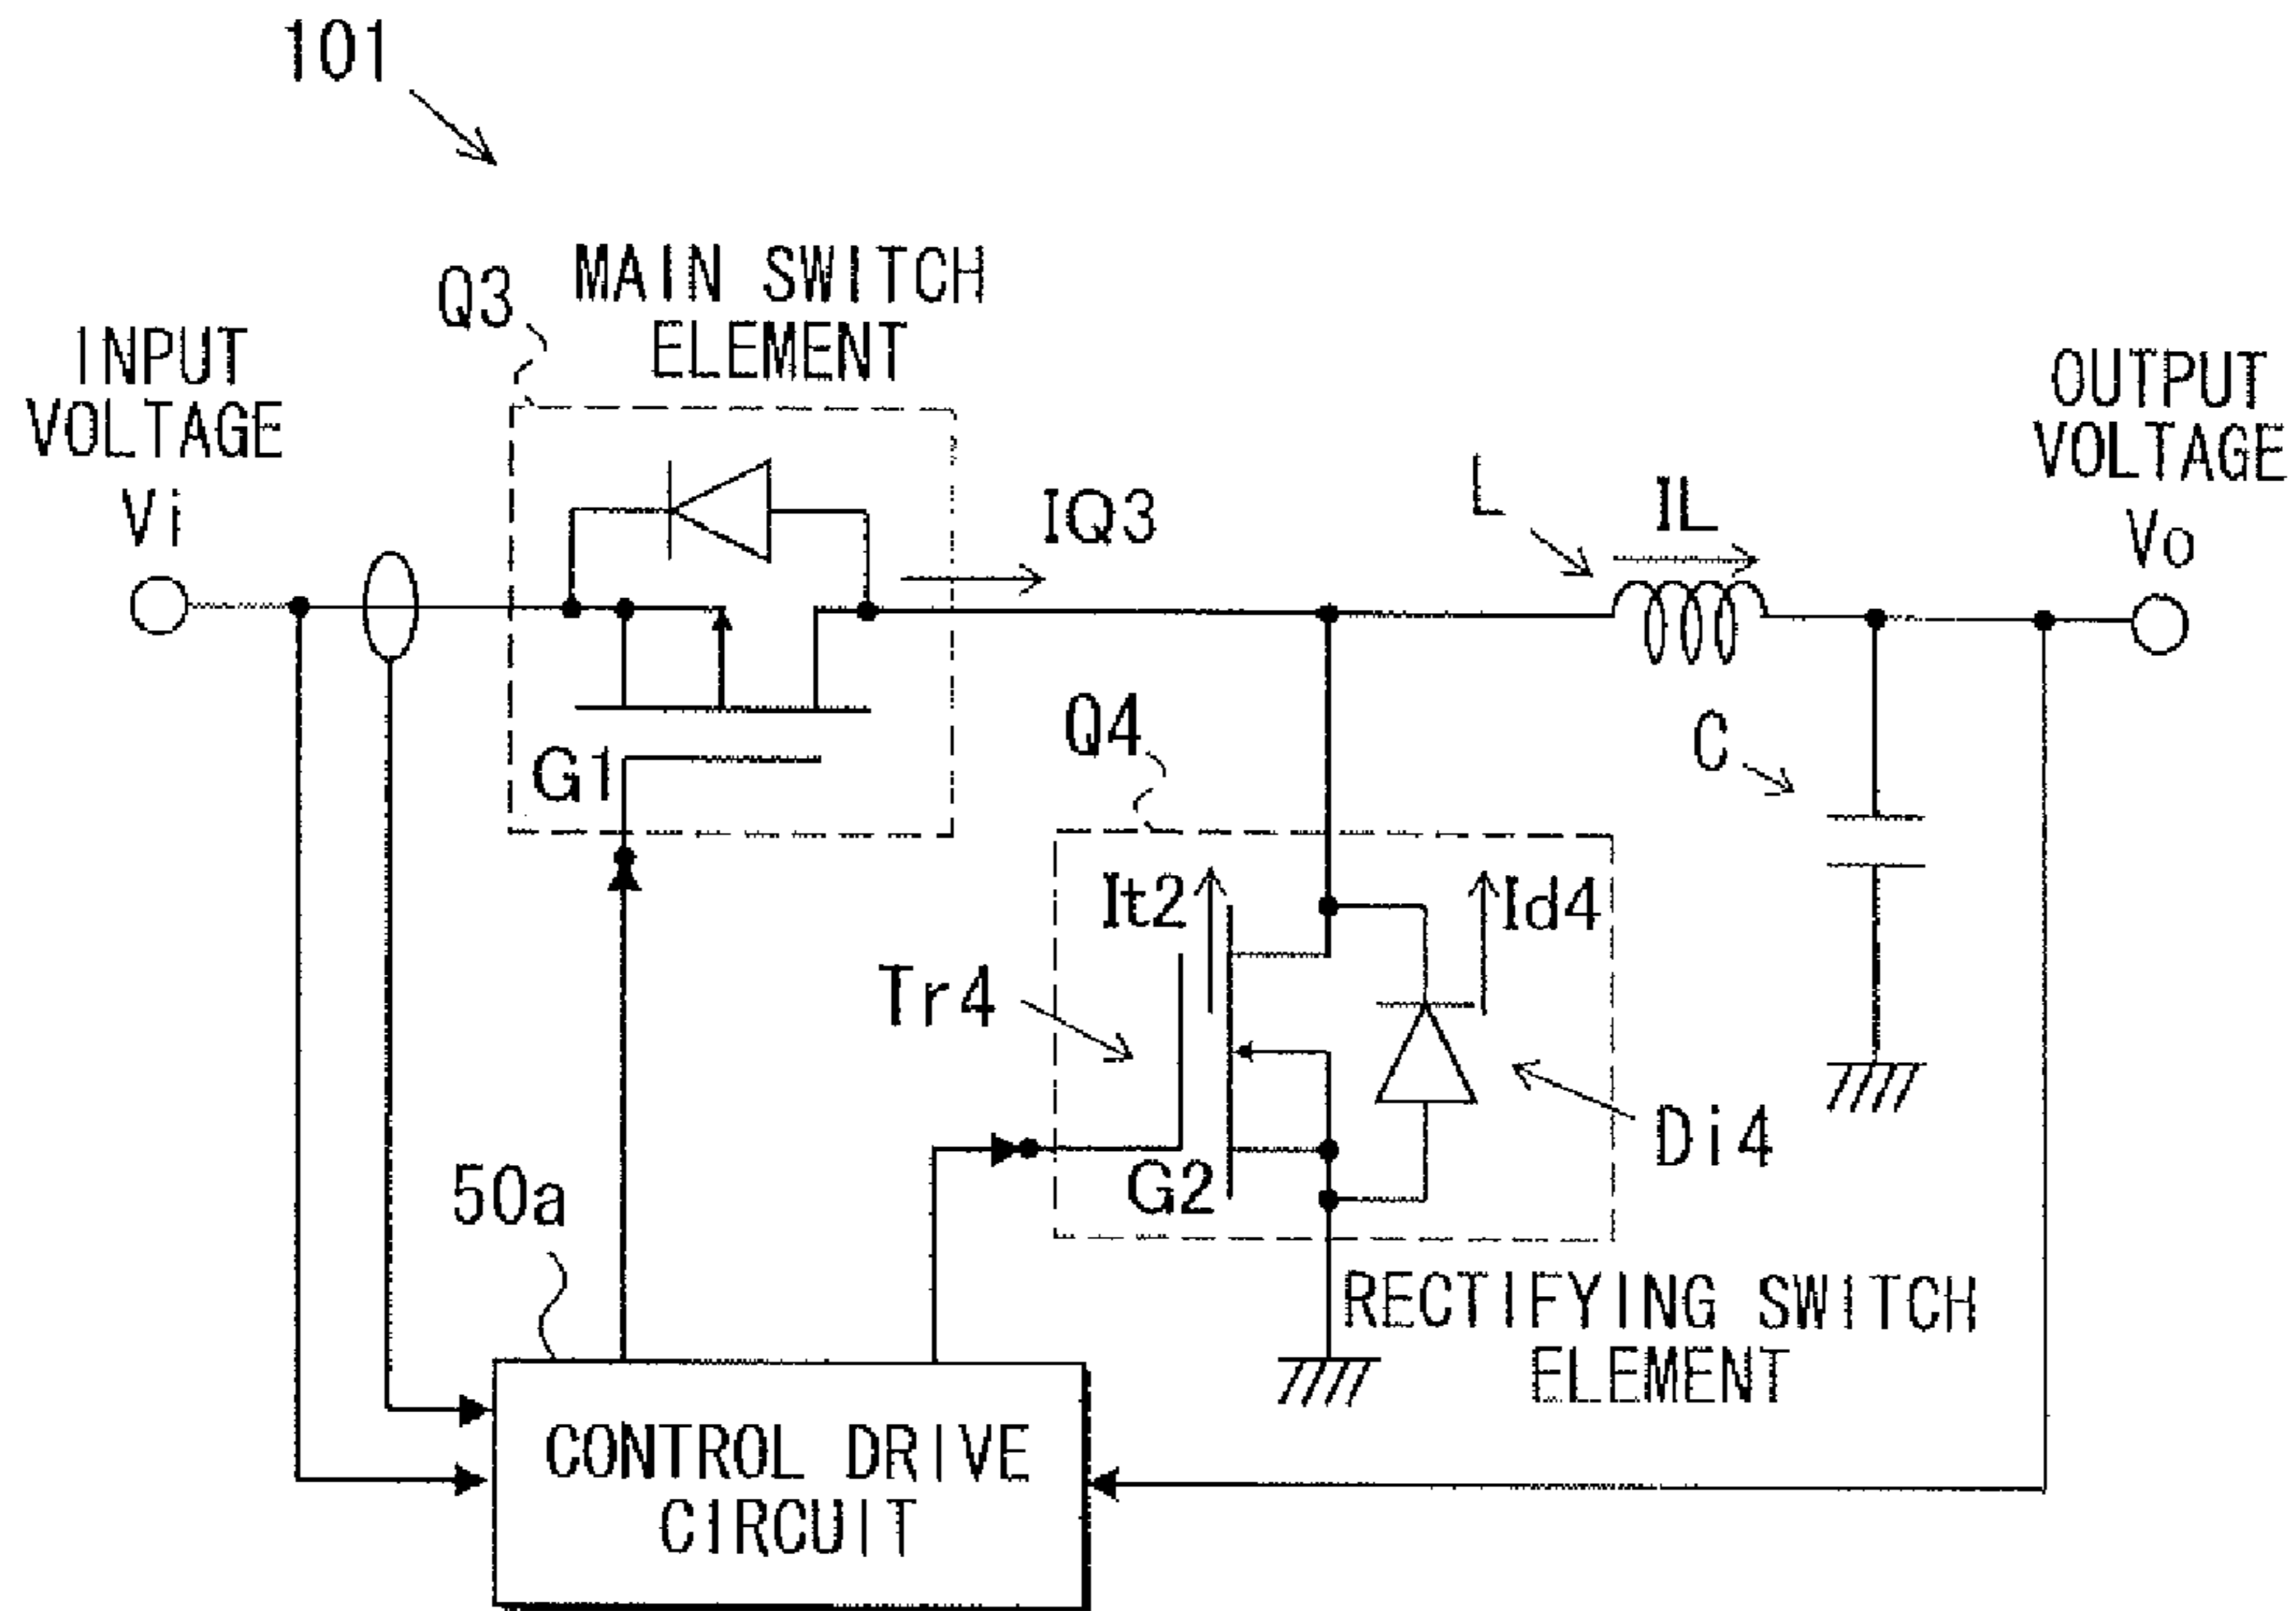 101
Q3
MAIN SWITCH
ELEMENT
INPUT
VOLTAGE
Vi
OUTPUT
VOLTAGE
Vo
IQ3
L
IL
G1
Q4
C
It2
Id4
Tr4
Di4
G2
50a
RECTIFYING SWITCH
ELEMENT
CONTROL DRIVE
CIRCUIT